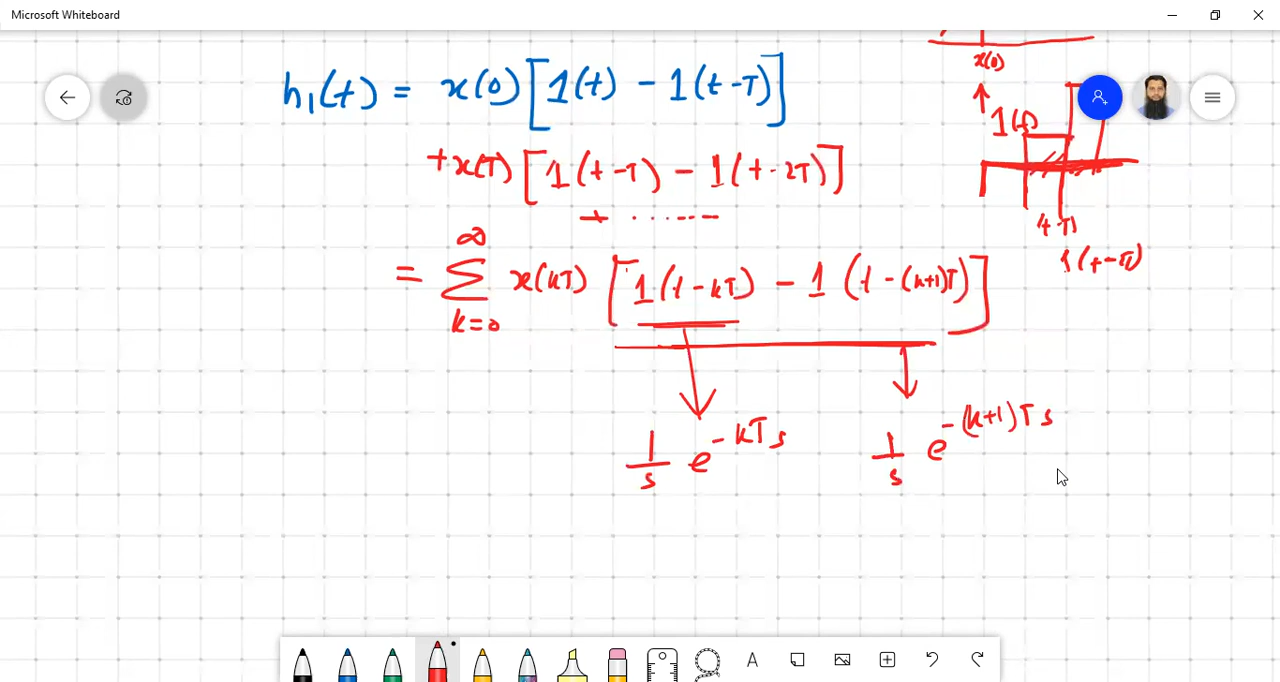 Microsoft Whiteboard
x(0)
h₁(t) = x(0) [1(t) - 1(t-T)]
1(t)
+x(T) [1(t-T) - 1(t-2T)]
+ ......
1(t-T)
= ∑ x(kT) [1(t-kT) - 1(t-(k+1)T)]
∞
k=0
1/s e^-kTs 1/s e^-(k+1)Ts
A